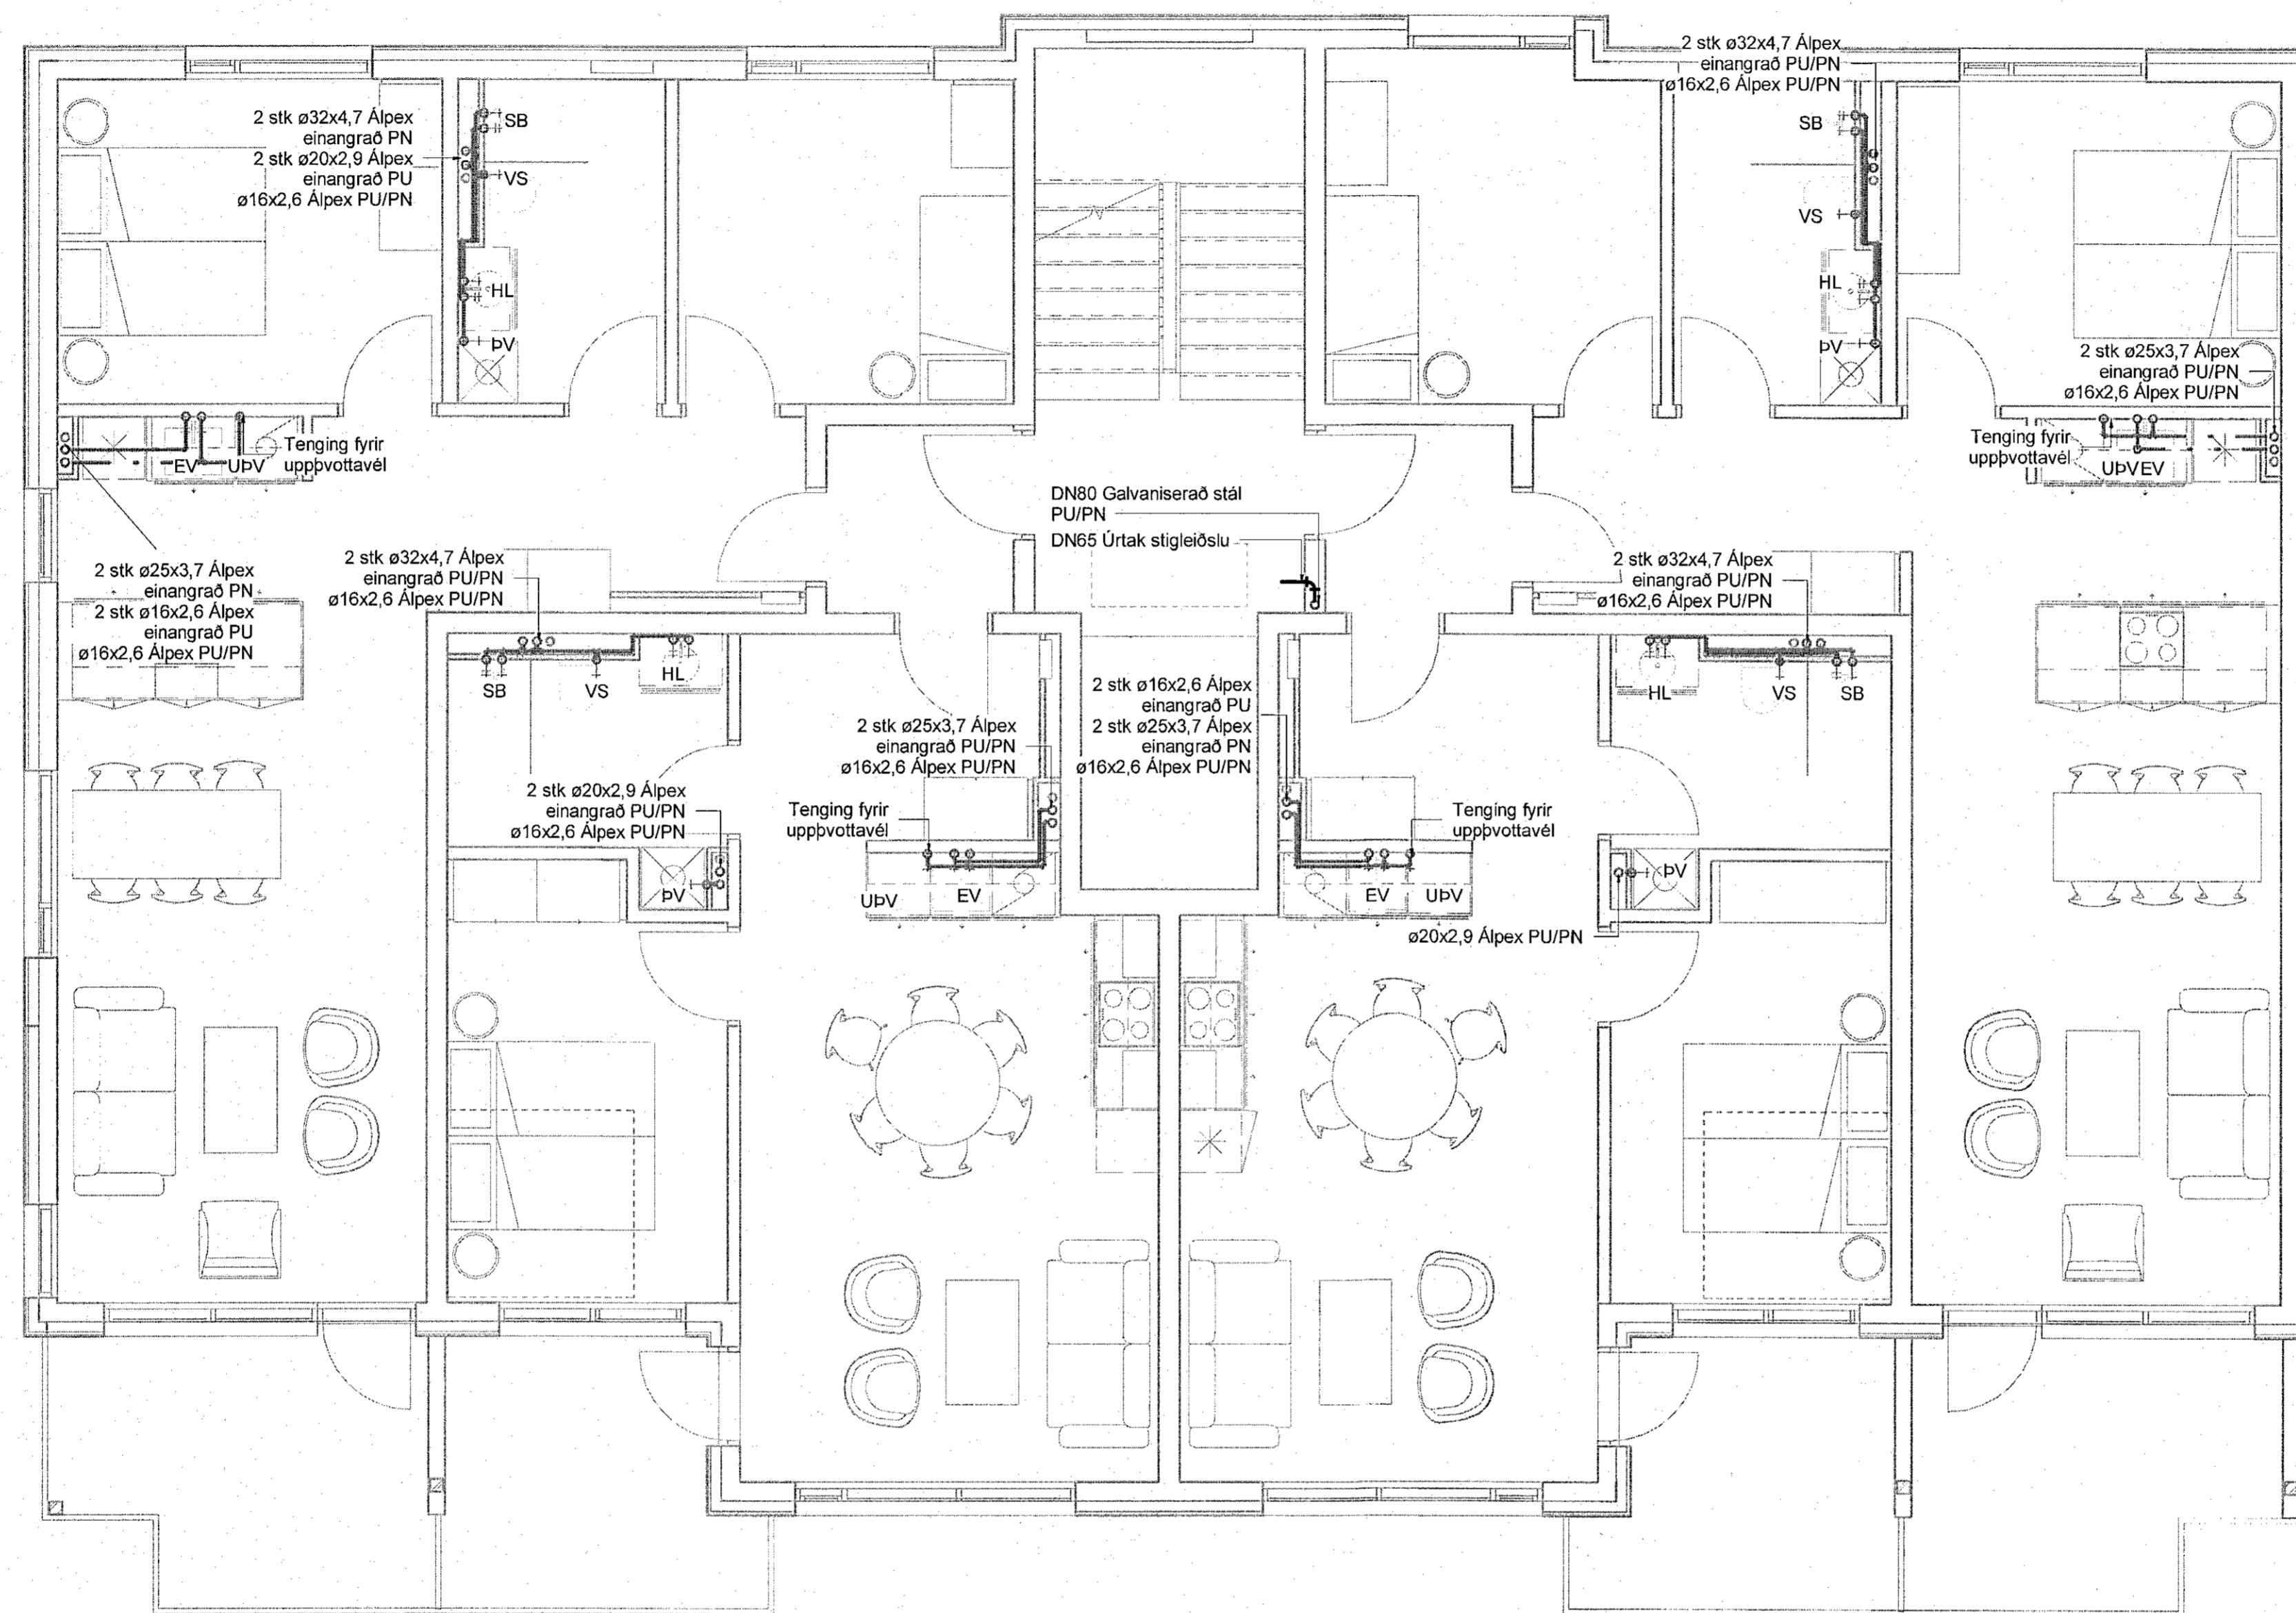 2 stk ø32x4,7 Álpex
einangrað PN
2 stk ø20x2,9 Álpex
einangrað PU
ø16x2,6 Álpex PU/PN
SB
VS
HL
ÞV
2 stk ø32x4,7 Álpex
einangrað PU/PN
ø16x2,6 Álpex PU/PN
SB
VS
HL
ÞV
2 stk ø25x3,7 Álpex
einangrað PU/PN
ø16x2,6 Álpex PU/PN
EV
UÞV
Tenging fyrir
uppþvottavél
Tenging fyrir
uppþvottavél
UÞV
EV
DN80 Galvaniserað stál
PU/PN
DN65 Úrtak stigleiðslu
2 stk ø25x3,7 Álpex
einangrað PN
2 stk ø16x2,6 Álpex
einangrað PU
ø16x2,6 Álpex PU/PN
2 stk ø32x4,7 Álpex
einangrað PU/PN
ø16x2,6 Álpex PU/PN
2 stk ø32x4,7 Álpex
einangrað PU/PN
ø16x2,6 Álpex PU/PN
SB
VS
HL
HL
VS
SB
2 stk ø25x3,7 Álpex
einangrað PU/PN
ø16x2,6 Álpex PU/PN
2 stk ø16x2,6 Álpex
einangrað PU
2 stk ø25x3,7 Álpex
einangrað PN
ø16x2,6 Álpex PU/PN
2 stk ø20x2,9 Álpex
einangrað PU/PN
ø16x2,6 Álpex PU/PN
Tenging fyrir
uppþvottavél
Tenging fyrir
uppþvottavél
ÞV
UÞV
EV
EV
UÞV
ÞV
ø20x2,9 Álpex PU/PN